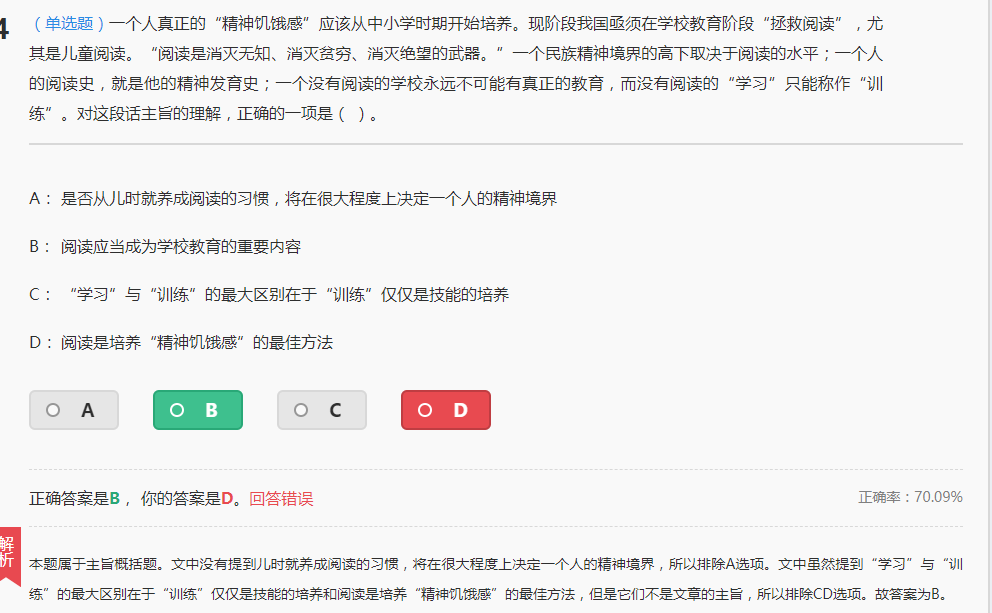 4
（单选题）一个人真正的“精神饥饿感”应该从中小学时期开始培养。现阶段我国亟须在学校教育阶段“拯救阅读”，尤
其是儿童阅读。“阅读是消灭无知、消灭贫穷、消灭绝望的武器。”一个民族精神境界的高下取决于阅读的水平；一个人
的阅读史，就是他的精神发育史；一个没有阅读的学校永远不可能有真正的教育，而没有阅读的“学习”只能称作“训
练”。对这段话主旨的理解，正确的一项是（ ）。
A： 是否从儿时就养成阅读的习惯，将在很大程度上决定一个人的精神境界
B： 阅读应当成为学校教育的重要内容
C： “学习”与“训练”的最大区别在于“训练”仅仅是技能的培养
D： 阅读是培养“精神饥饿感”的最佳方法
A B C D
正确答案是B， 你的答案是D。回答错误 正确率：70.09%
解
析
本题属于主旨概括题。文中没有提到儿时就养成阅读的习惯，将在很大程度上决定一个人的精神境界，所以排除A选项。文中虽然提到“学习”与“训
练”的最大区别在于“训练”仅仅是技能的培养和阅读是培养“精神饥饿感”的最佳方法，但是它们不是文章的主旨，所以排除CD选项。故答案为B。